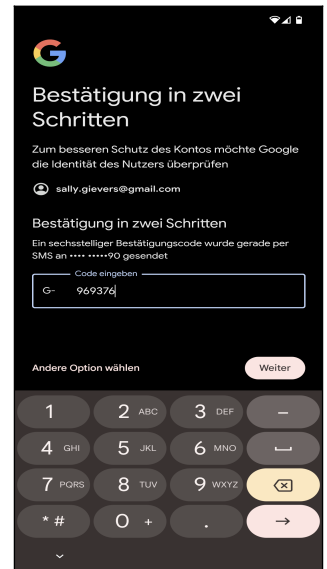 Bestätigung in zwei
Schritten
Zum besseren Schutz des Kontos möchte Google
die Identität des Nutzers überprüfen
sally.gievers@gmail.com
Bestätigung in zwei Schritten
Ein sechsstelliger Bestätigungscode wurde gerade per
SMS an •••• •••••90 gesendet
Code eingeben
G- 969376
Andere Option wählen Weiter
1 2 ABC 3 DEF –
4 GHI 5 JKL 6 MNO
7 PQRS 8 TUV 9 WXYZ
* # 0 + .